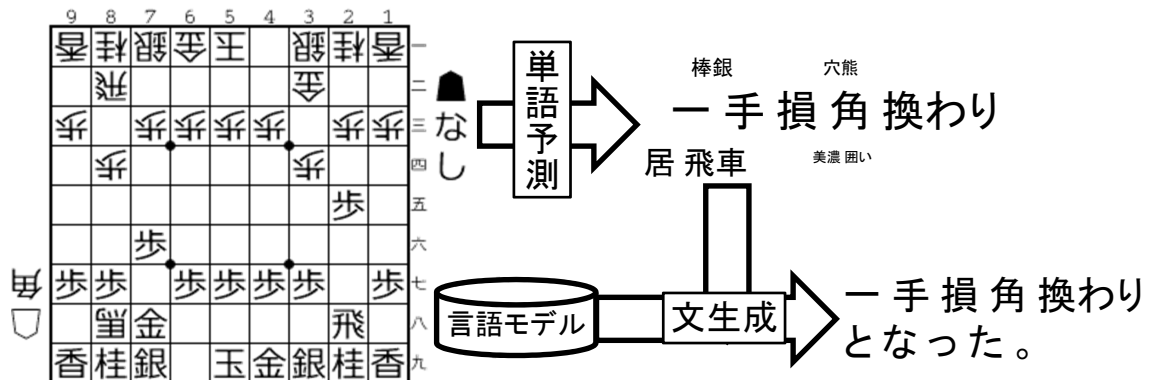 9 8 7 6 5 4 3 2 1
香 桂 銀 金 王 銀 桂 香 一
飛 金 二
歩 歩 歩 歩 歩 歩 歩 三
歩 歩 四
歩 五
歩 六
歩 歩 歩 歩 歩 歩 歩 七
馬 金 飛 八
香 桂 銀 玉 金 銀 桂 香 九
角
なし
単語予測
棒銀 穴熊
一手損角換わり
居飛車 美濃囲い
言語モデル
文生成
一手損角換わり
となった。